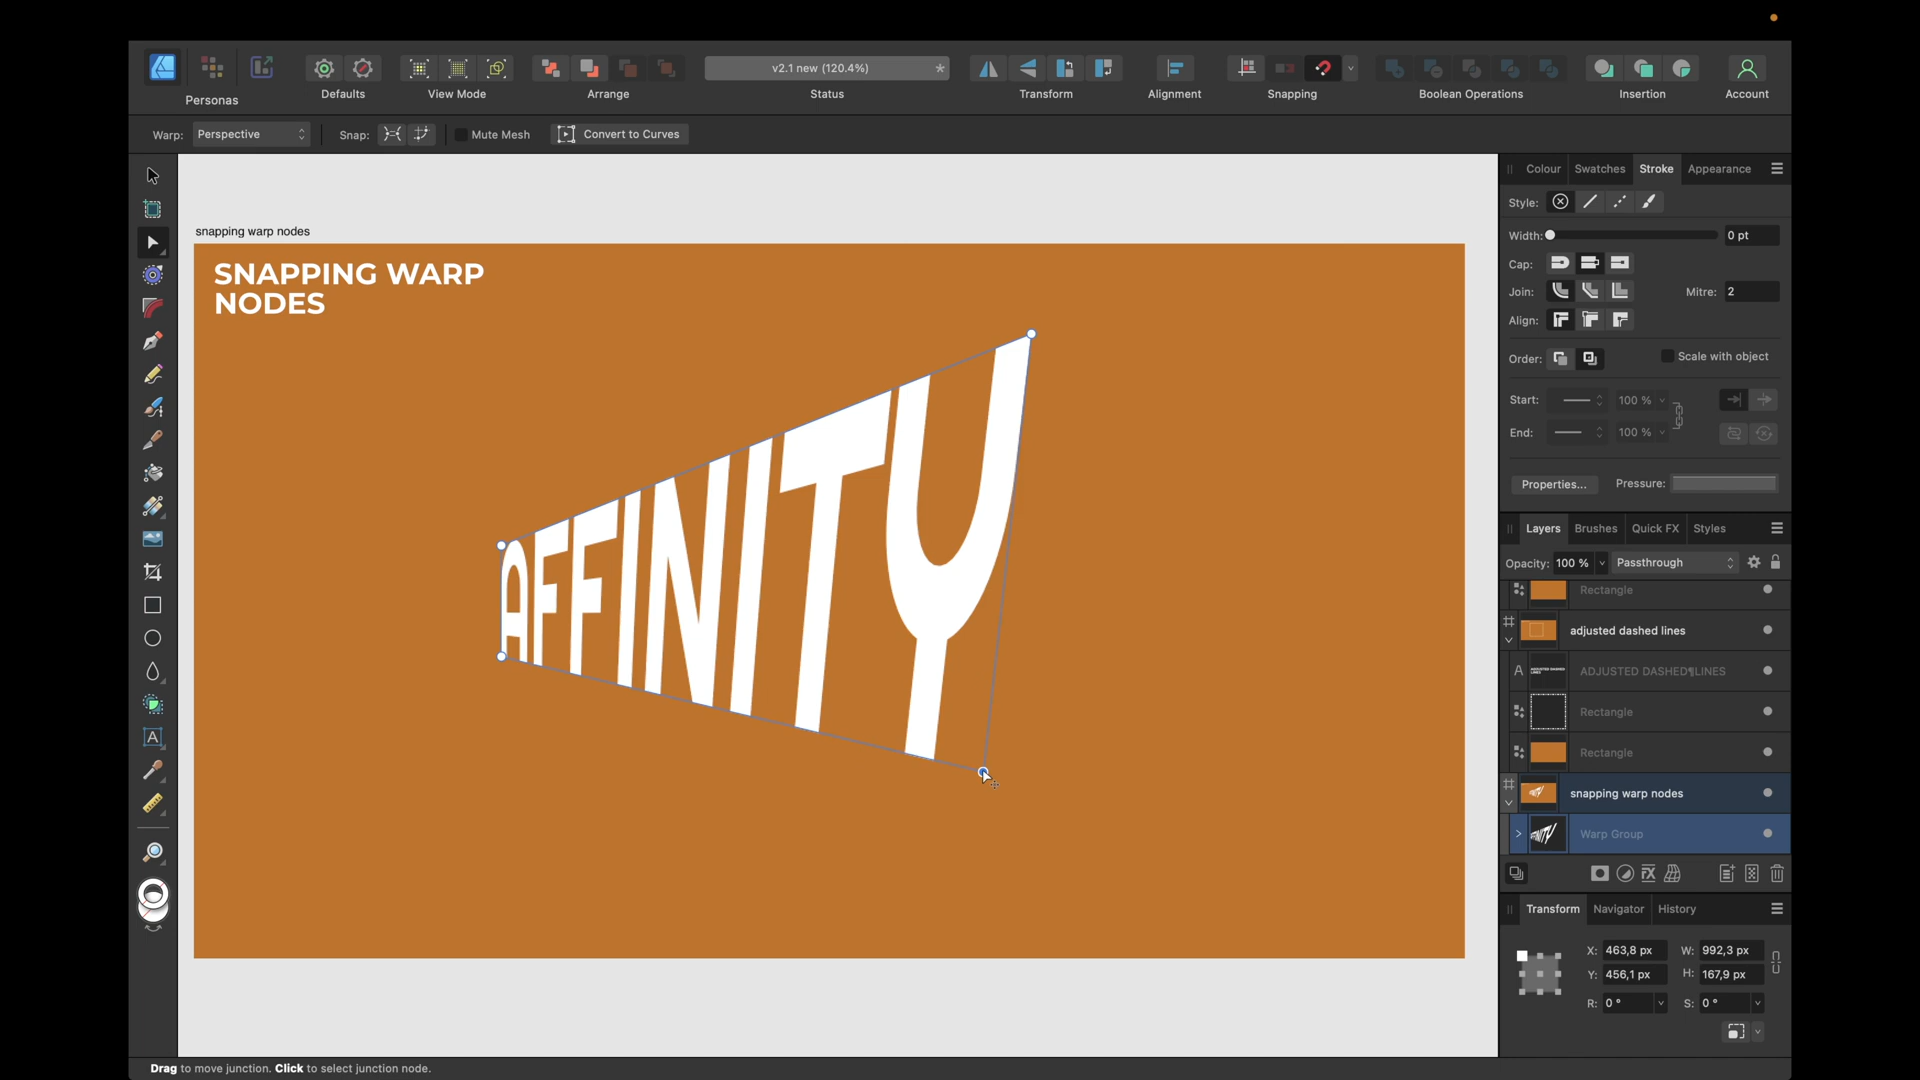 v2.1 new (120.4%)
*
Personas
Defaults
View Mode
Arrange
Status
Transform
Alignment
Snapping
Boolean Operations
Insertion
Account
Warp: Perspective
Snap:
Mute Mesh
Convert to Curves
Colour Swatches Stroke Appearance
Style:
Width: 0 pt
Cap:
Join: Mitre: 2
Align:
Order: Scale with object
Start: 100 %
End: 100 %
Properties... Pressure:
snapping warp nodes
SNAPPING WARP
NODES
AFFINITY
A
Layers Brushes Quick FX Styles
Opacity: 100 % Passthrough
Rectangle
adjusted dashed lines
A ADJUSTED DASHED LINES ADJUSTED DASHED¶LINES
Rectangle
Rectangle
snapping warp nodes
Warp Group
Transform Navigator History
X: 463,8 px W: 992,3 px
Y: 456,1 px H: 167,9 px
R: 0 ° S: 0 °
Drag to move junction. Click to select junction node.